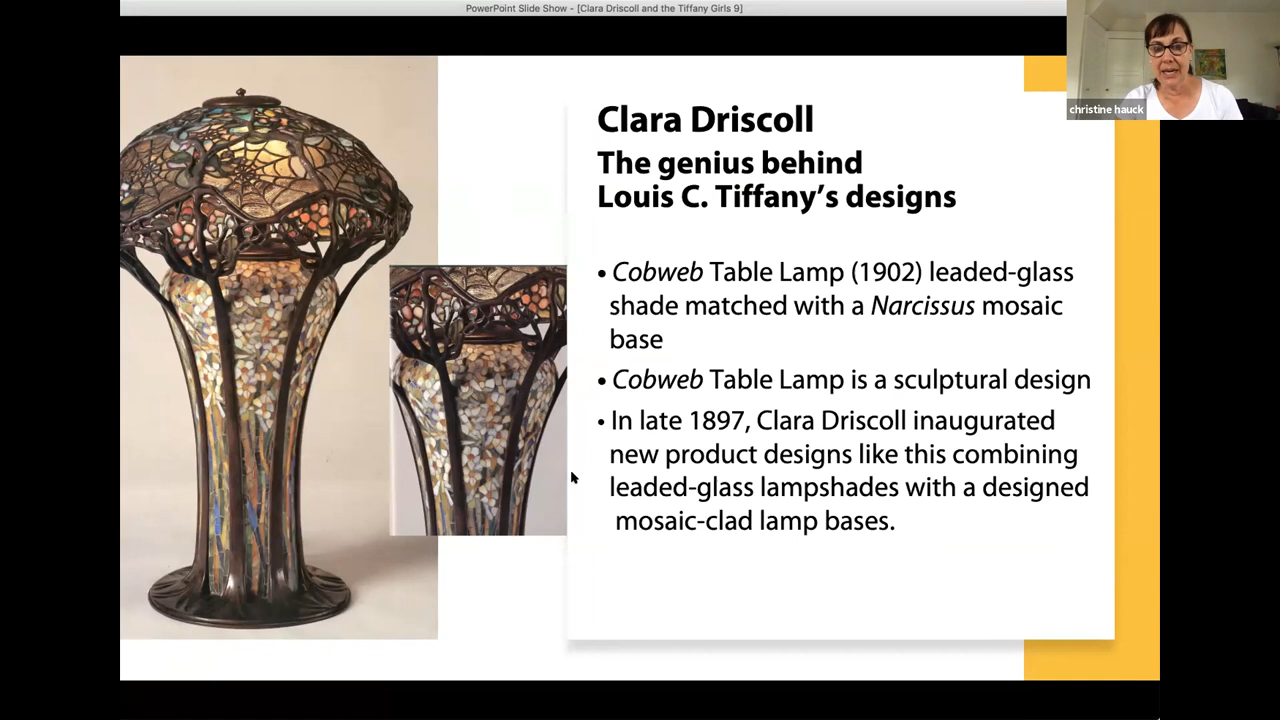 PowerPoint Slide Show - [Clara Driscoll and the Tiffany Girls 9]
christine hauck
Clara Driscoll
The genius behind
Louis C. Tiffany’s designs
• Cobweb Table Lamp (1902) leaded-glass
shade matched with a Narcissus mosaic
base
• Cobweb Table Lamp is a sculptural design
• In late 1897, Clara Driscoll inaugurated
new product designs like this combining
leaded-glass lampshades with a designed
mosaic-clad lamp bases.